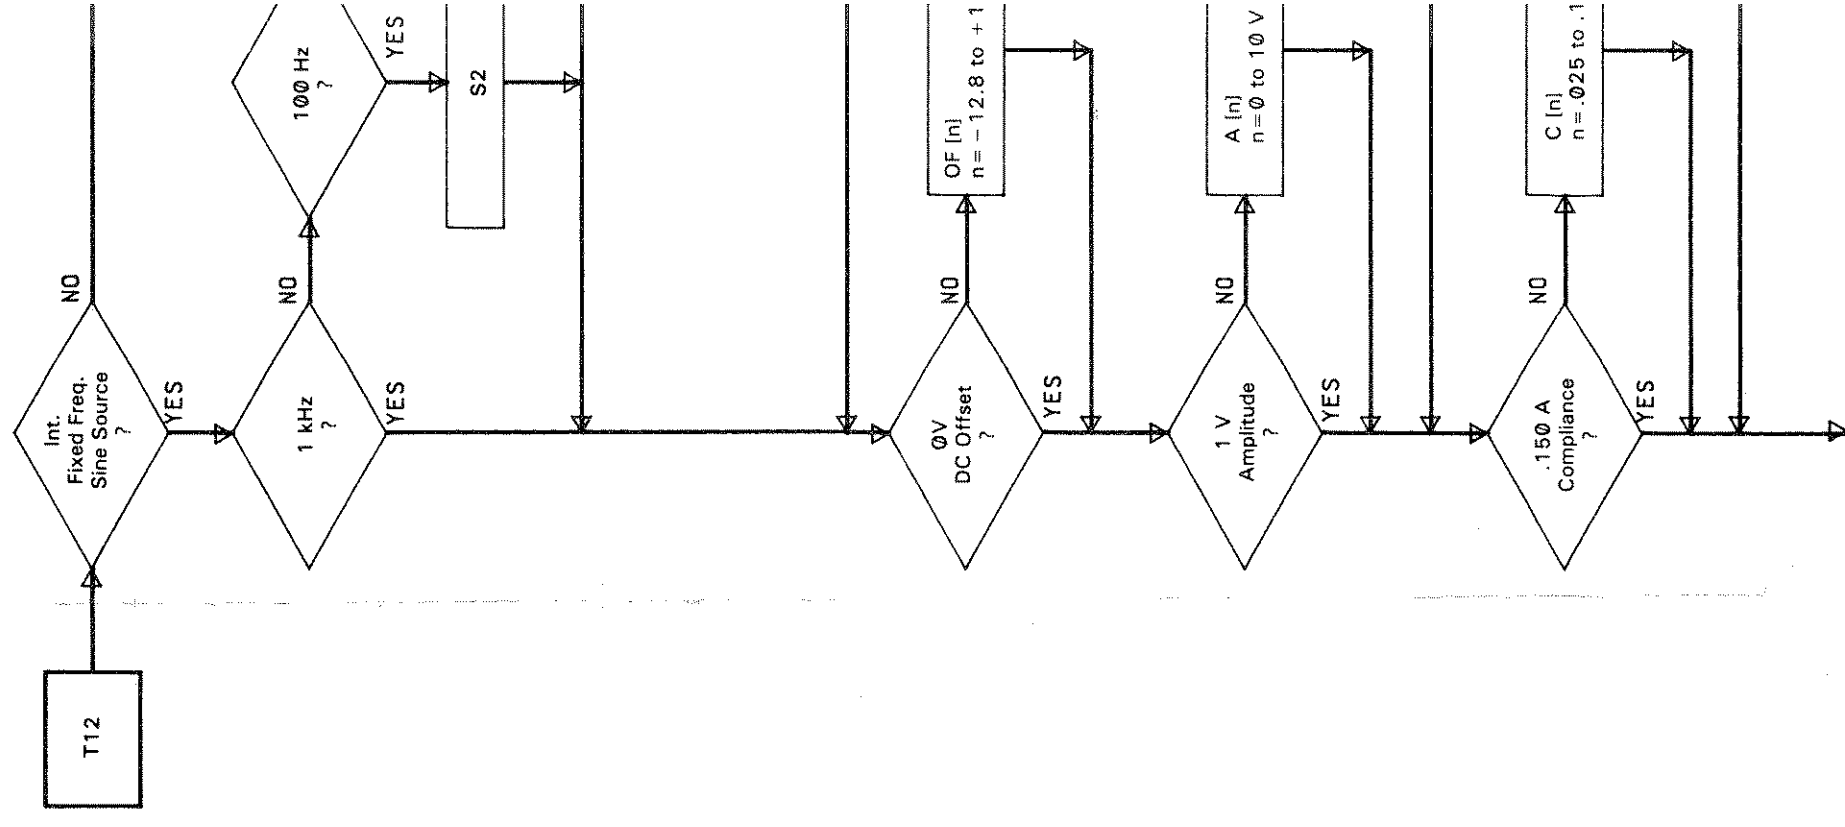 T12
Int.
Fixed Freq.
Sine Source
?
NO
YES
1 kHz
?
NO
YES
100 Hz
?
YES
S2
0V
DC Offset
?
NO
YES
OF [n]
n= −12.8 to +1
1 V
Amplitude
?
NO
YES
A [n]
n=0 to 10 V
.150 A
Compliance
?
NO
YES
C [n]
n=.025 to .1